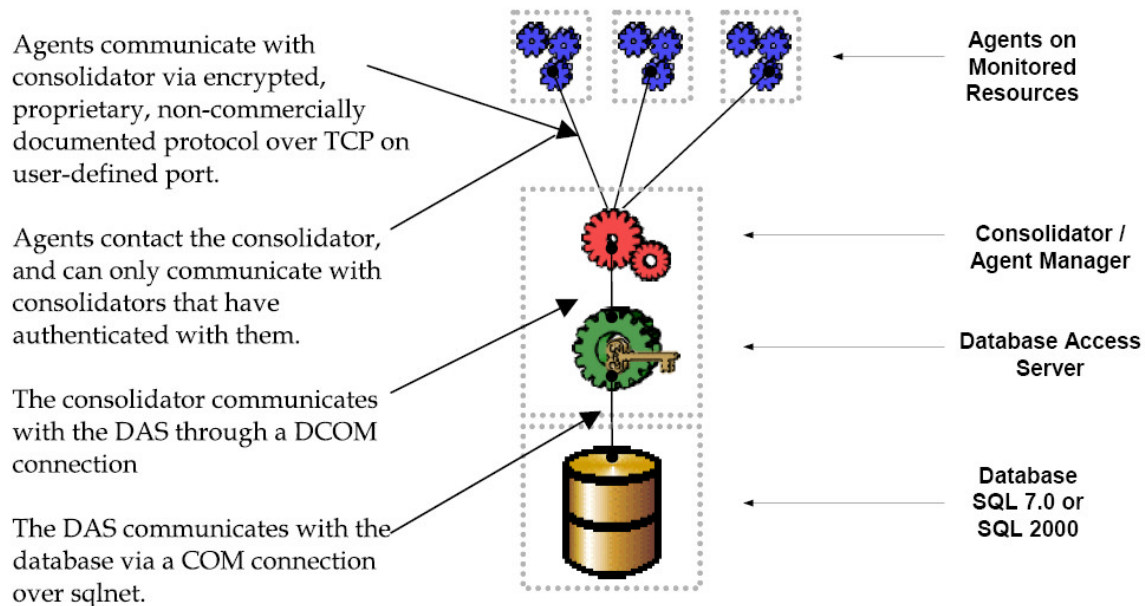 Agents communicate with
consolidator via encrypted,
proprietary, non-commercially
documented protocol over TCP on
user-defined port.
Agents contact the consolidator,
and can only communicate with
consolidators that have
authenticated with them.
The consolidator communicates
with the DAS through a DCOM
connection
The DAS communicates with the
database via a COM connection
over sqlnet.
Agents on
Monitored
Resources
Consolidator /
Agent Manager
Database Access
Server
Database
SQL 7.0 or
SQL 2000